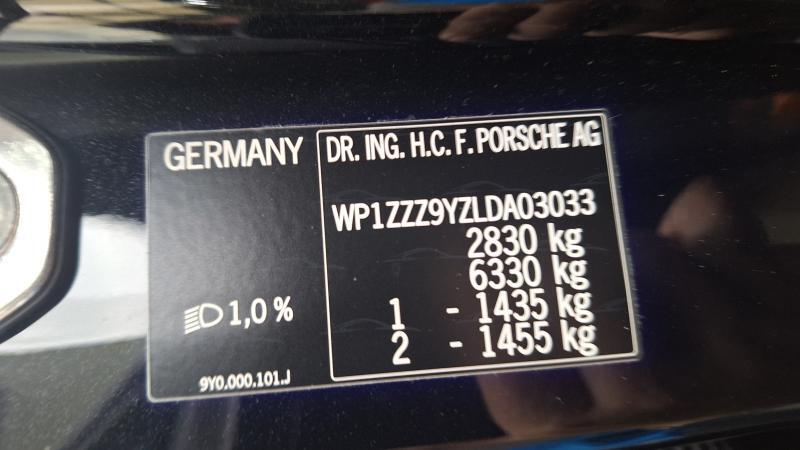 GERMANY
DR. ING. H.C. F. PORSCHE AG
WP1ZZZ9YZLDA03033
2830 kg
6330 kg
1 - 1435 kg
2 - 1455 kg
1,0 %
9Y0.000.101.J